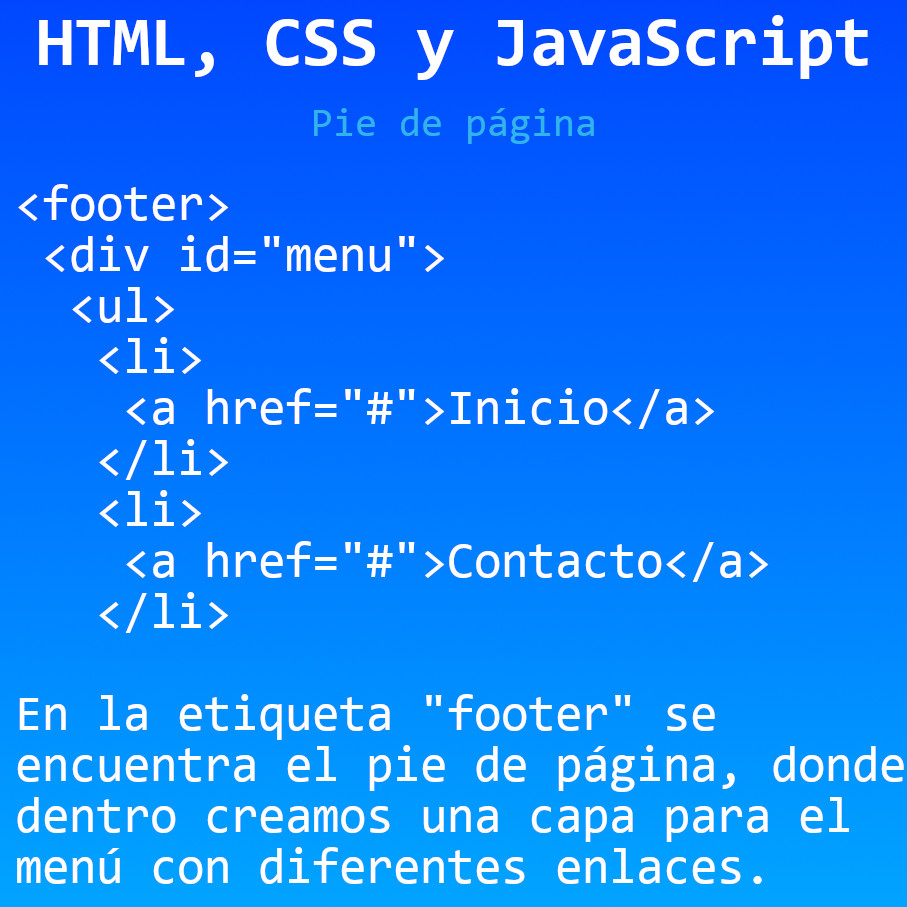 HTML, CSS y JavaScript
Pie de página
<footer>
 <div id="menu">
  <ul>
   <li>
    <a href="#">Inicio</a>
   </li>
   <li>
    <a href="#">Contacto</a>
   </li>
En la etiqueta "footer" se
encuentra el pie de página, donde
dentro creamos una capa para el
menú con diferentes enlaces.